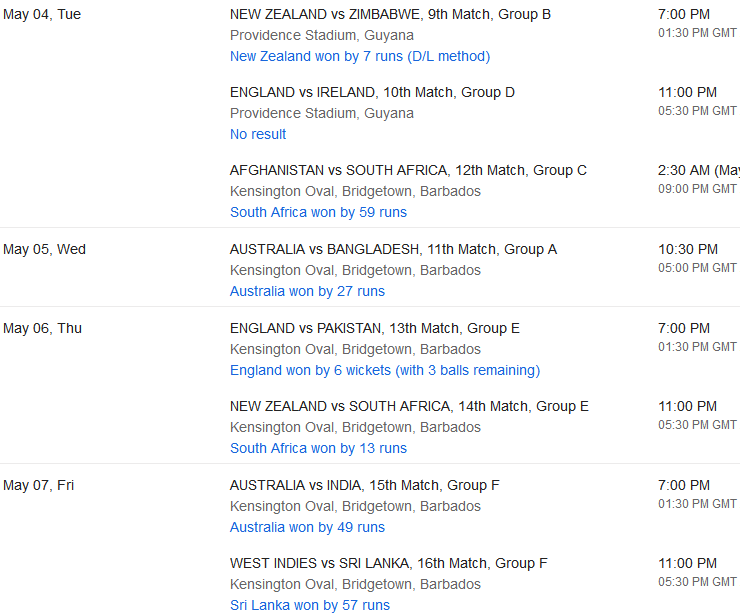 May 04, Tue
NEW ZEALAND vs ZIMBABWE, 9th Match, Group B
7:00 PM
Providence Stadium, Guyana
01:30 PM GMT
New Zealand won by 7 runs (D/L method)
ENGLAND vs IRELAND, 10th Match, Group D
11:00 PM
Providence Stadium, Guyana
05:30 PM GMT
No result
AFGHANISTAN vs SOUTH AFRICA, 12th Match, Group C
2:30 AM (May
Kensington Oval, Bridgetown, Barbados
09:00 PM GMT
South Africa won by 59 runs
May 05, Wed
AUSTRALIA vs BANGLADESH, 11th Match, Group A
10:30 PM
Kensington Oval, Bridgetown, Barbados
05:00 PM GMT
Australia won by 27 runs
May 06, Thu
ENGLAND vs PAKISTAN, 13th Match, Group E
7:00 PM
Kensington Oval, Bridgetown, Barbados
01:30 PM GMT
England won by 6 wickets (with 3 balls remaining)
NEW ZEALAND vs SOUTH AFRICA, 14th Match, Group E
11:00 PM
Kensington Oval, Bridgetown, Barbados
05:30 PM GMT
South Africa won by 13 runs
May 07, Fri
AUSTRALIA vs INDIA, 15th Match, Group F
7:00 PM
Kensington Oval, Bridgetown, Barbados
01:30 PM GMT
Australia won by 49 runs
WEST INDIES vs SRI LANKA, 16th Match, Group F
11:00 PM
Kensington Oval, Bridgetown, Barbados
05:30 PM GMT
Sri Lanka won by 57 runs